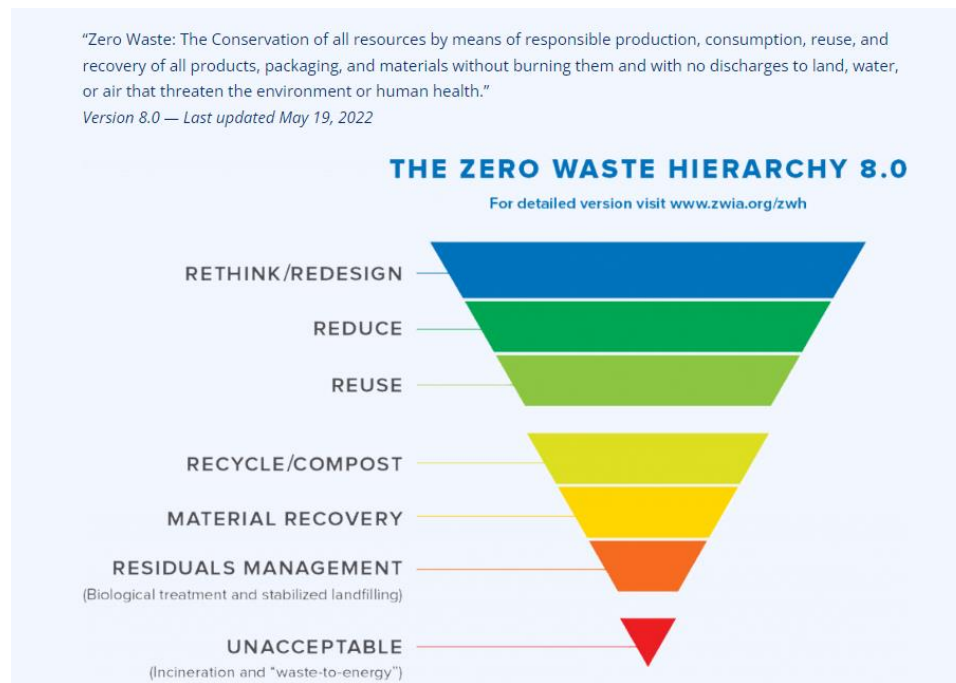 “Zero Waste: The Conservation of all resources by means of responsible production, consumption, reuse, and
recovery of all products, packaging, and materials without burning them and with no discharges to land, water,
or air that threaten the environment or human health.”
Version 8.0 — Last updated May 19, 2022
THE ZERO WASTE HIERARCHY 8.0
For detailed version visit www.zwia.org/zwh
RETHINK/REDESIGN
REDUCE
REUSE
RECYCLE/COMPOST
MATERIAL RECOVERY
RESIDUALS MANAGEMENT
(Biological treatment and stabilized landfilling)
UNACCEPTABLE
(Incineration and “waste-to-energy”)